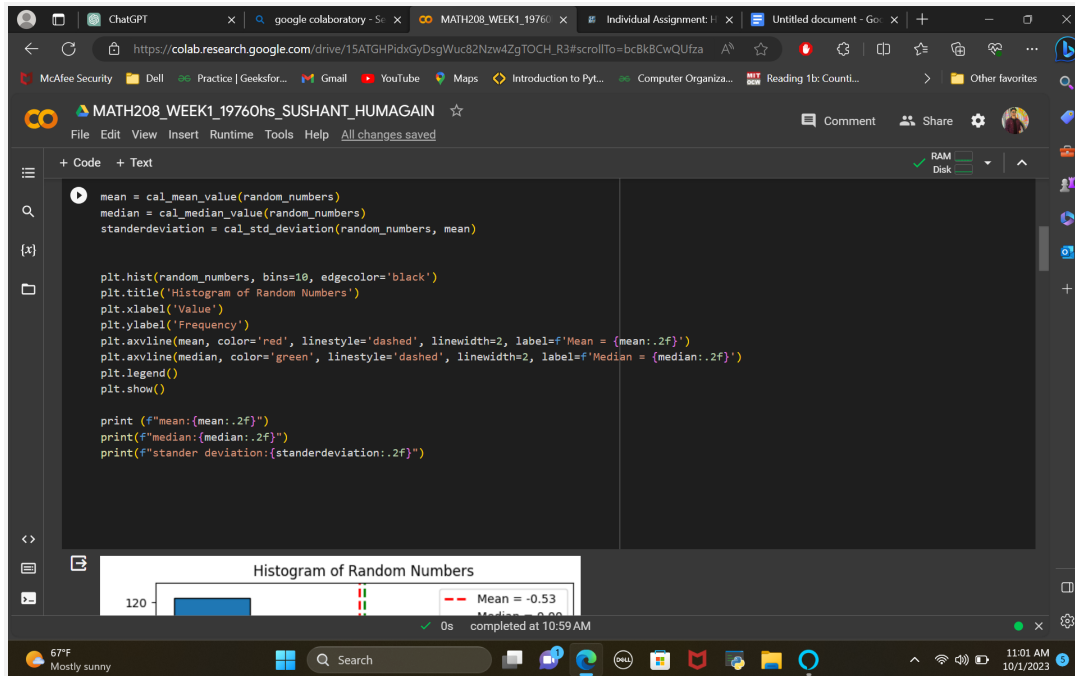 ChatGPT
google colaboratory - Se
MATH208_WEEK1_19760
Individual Assignment: H
Untitled document - Goo
https://colab.research.google.com/drive/15ATGHPidxGyDsgWuc82Nzw4ZgTOCH_R3#scrollTo=bcBkBCwQUfza
McAfee Security
Dell
Practice | Geeksfor...
Gmail
YouTube
Maps
Introduction to Pyt...
Computer Organiza...
Reading 1b: Counti...
Other favorites
MATH208_WEEK1_19760hs_SUSHANT_HUMAGAIN
Comment
Share
File Edit View Insert Runtime Tools Help All changes saved
+ Code + Text
RAM
Disk
{x}
mean = cal_mean_value(random_numbers)
median = cal_median_value(random_numbers)
standerdeviation = cal_std_deviation(random_numbers, mean)
plt.hist(random_numbers, bins=10, edgecolor='black')
plt.title('Histogram of Random Numbers')
plt.xlabel('Value')
plt.ylabel('Frequency')
plt.axvline(mean, color='red', linestyle='dashed', linewidth=2, label=f'Mean = {mean:.2f}')
plt.axvline(median, color='green', linestyle='dashed', linewidth=2, label=f'Median = {median:.2f}')
plt.legend()
plt.show()
print (f"mean:{mean:.2f}")
print(f"median:{median:.2f}")
print(f"stander deviation:{standerdeviation:.2f}")
Histogram of Random Numbers
120
Mean = -0.53
0s completed at 10:59 AM
67°F
Mostly sunny
Search
1
DELL
11:01 AM
10/1/2023
5